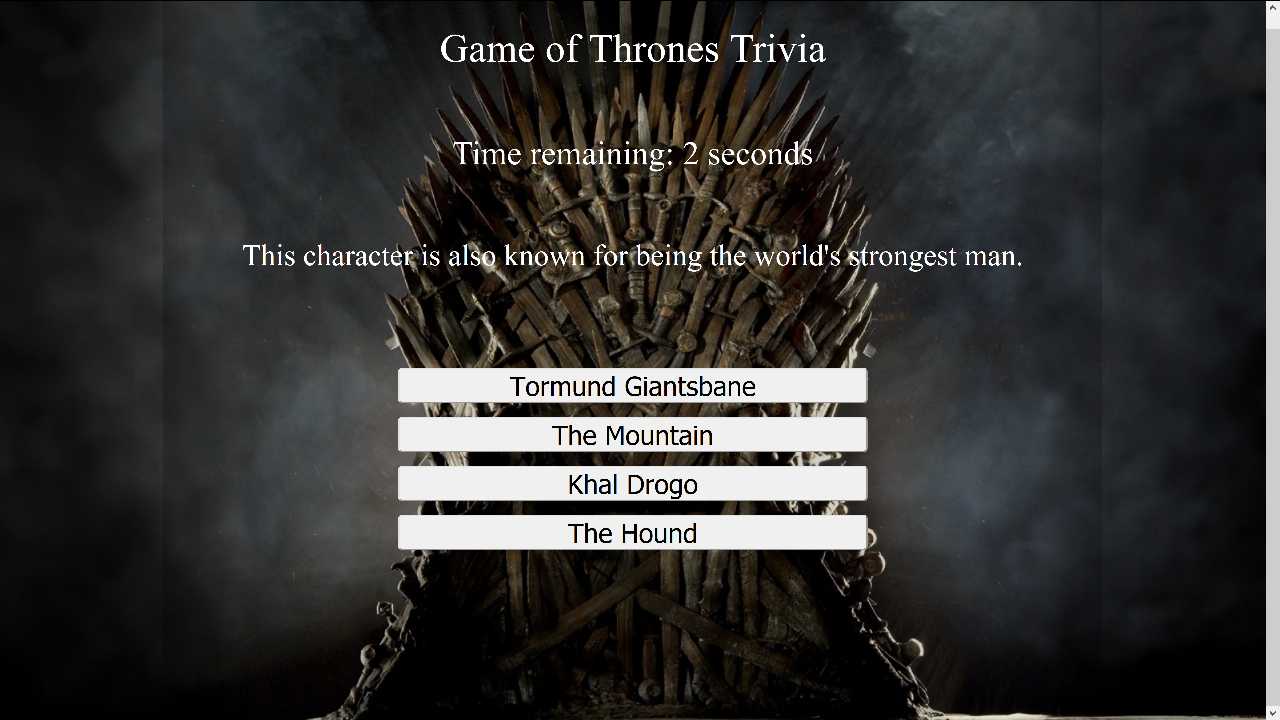 Game of Thrones Trivia
Time remaining: 2 seconds
This character is also known for being the world's strongest man.
Tormund Giantsbane
The Mountain
Khal Drogo
The Hound